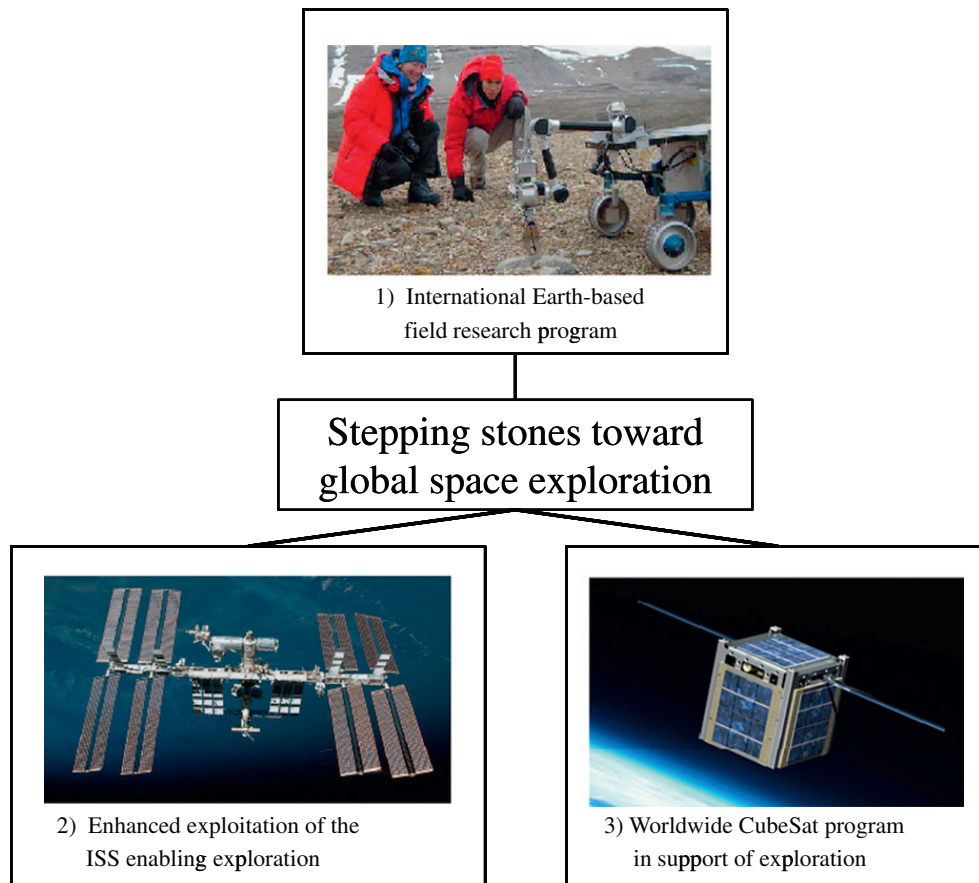 1) International Earth-based
field research program
Stepping stones toward
global space exploration
2) Enhanced exploitation of the
ISS enabling exploration
3) Worldwide CubeSat program
in support of exploration